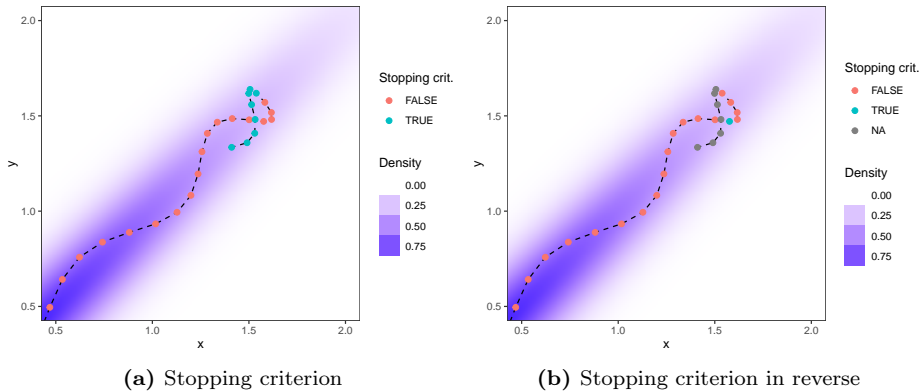 2.0
1.5
1.0
0.5
y
0.5
1.0
1.5
2.0
x
Stopping crit.
FALSE
TRUE
Density
0.00
0.25
0.50
0.75
(a) Stopping criterion
2.0
1.5
1.0
0.5
y
0.5
1.0
1.5
2.0
x
Stopping crit.
FALSE
TRUE
NA
Density
0.00
0.25
0.50
0.75
(b) Stopping criterion in reverse